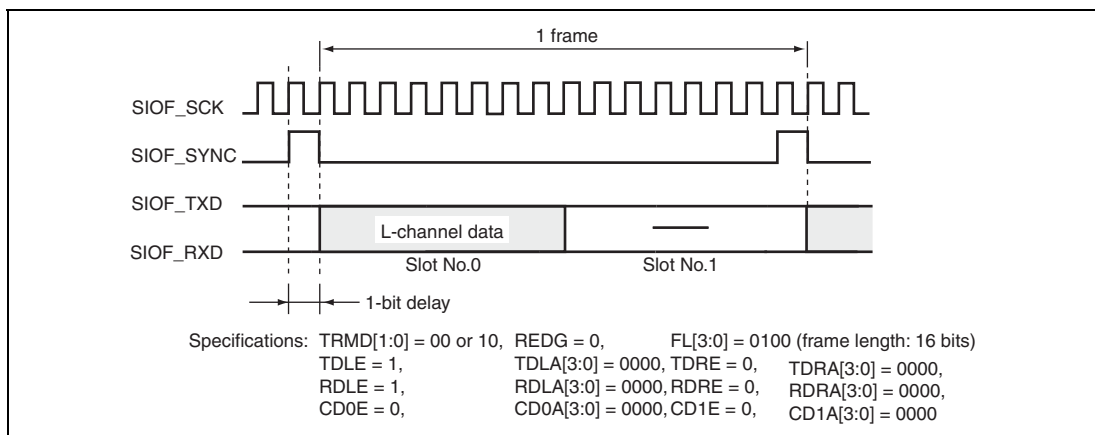 1 frame
SIOF_SCK
SIOF_SYNC
SIOF_TXD
L-channel data
SIOF_RXD
Slot No.0 Slot No.1
1-bit delay
Specifications: TRMD[1:0] = 00 or 10, REDG = 0, FL[3:0] = 0100 (frame length: 16 bits)
TDLE = 1, TDLA[3:0] = 0000, TDRE = 0, TDRA[3:0] = 0000,
RDLE = 1, RDLA[3:0] = 0000, RDRE = 0, RDRA[3:0] = 0000,
CD0E = 0, CD0A[3:0] = 0000, CD1E = 0, CD1A[3:0] = 0000